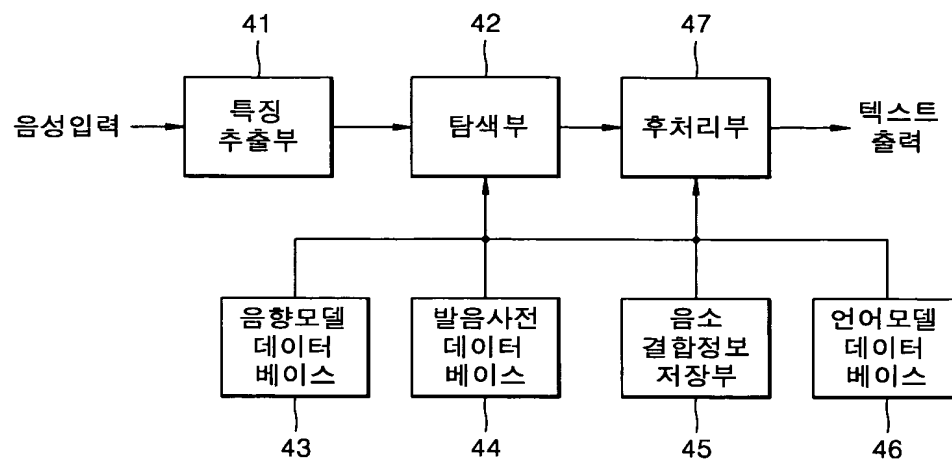 41
42
47
음성입력
특징
추출부
탐색부
후처리부
텍스트
출력
음향모델
데이터
베이스
발음사전
데이터
베이스
음소
결합정보
저장부
언어모델
데이터
베이스
43
44
45
46